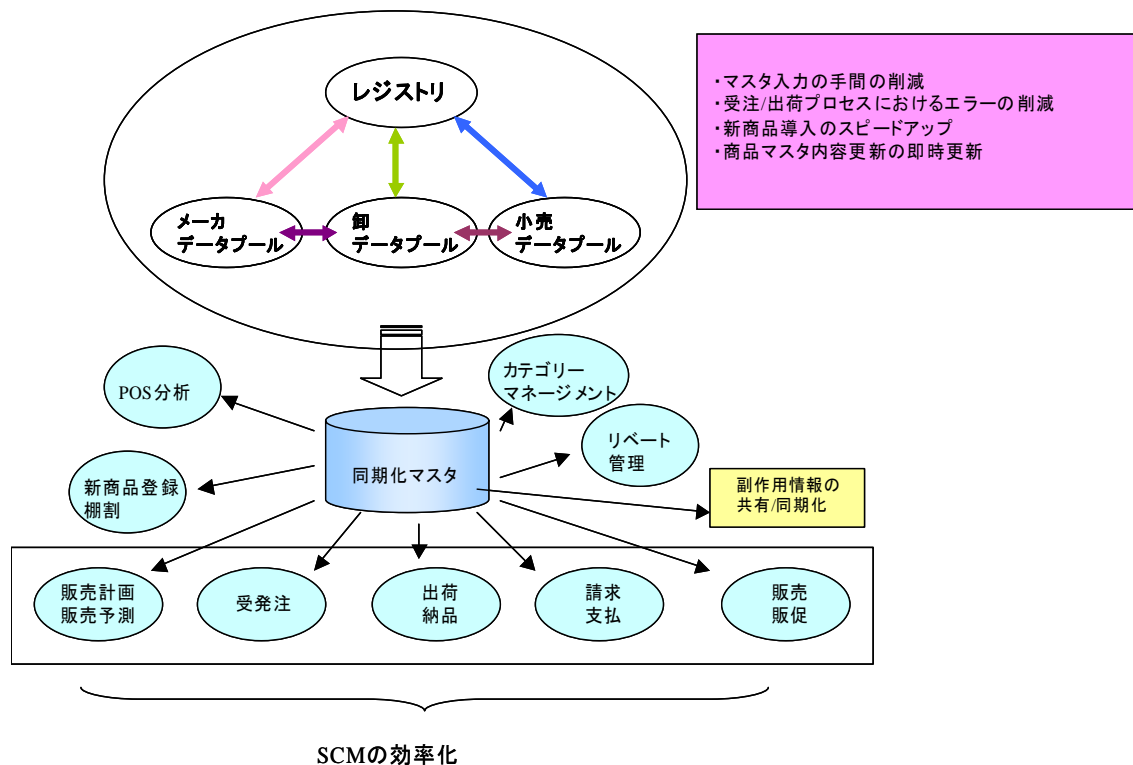 レジストリ
メーカ
データプール
卸
データプール
小売
データプール
・マスタ入力の手間の削減
・受注/出荷プロセスにおけるエラーの削減
・新商品導入のスピードアップ
・商品マスタ内容更新の即時更新
POS分析
カテゴリー
マネージメント
リベート
管理
同期化マスタ
新商品登録
棚割
副作用情報の
共有/同期化
販売計画
販売予測
受発注
出荷
納品
請求
支払
販売
販促
SCMの効率化